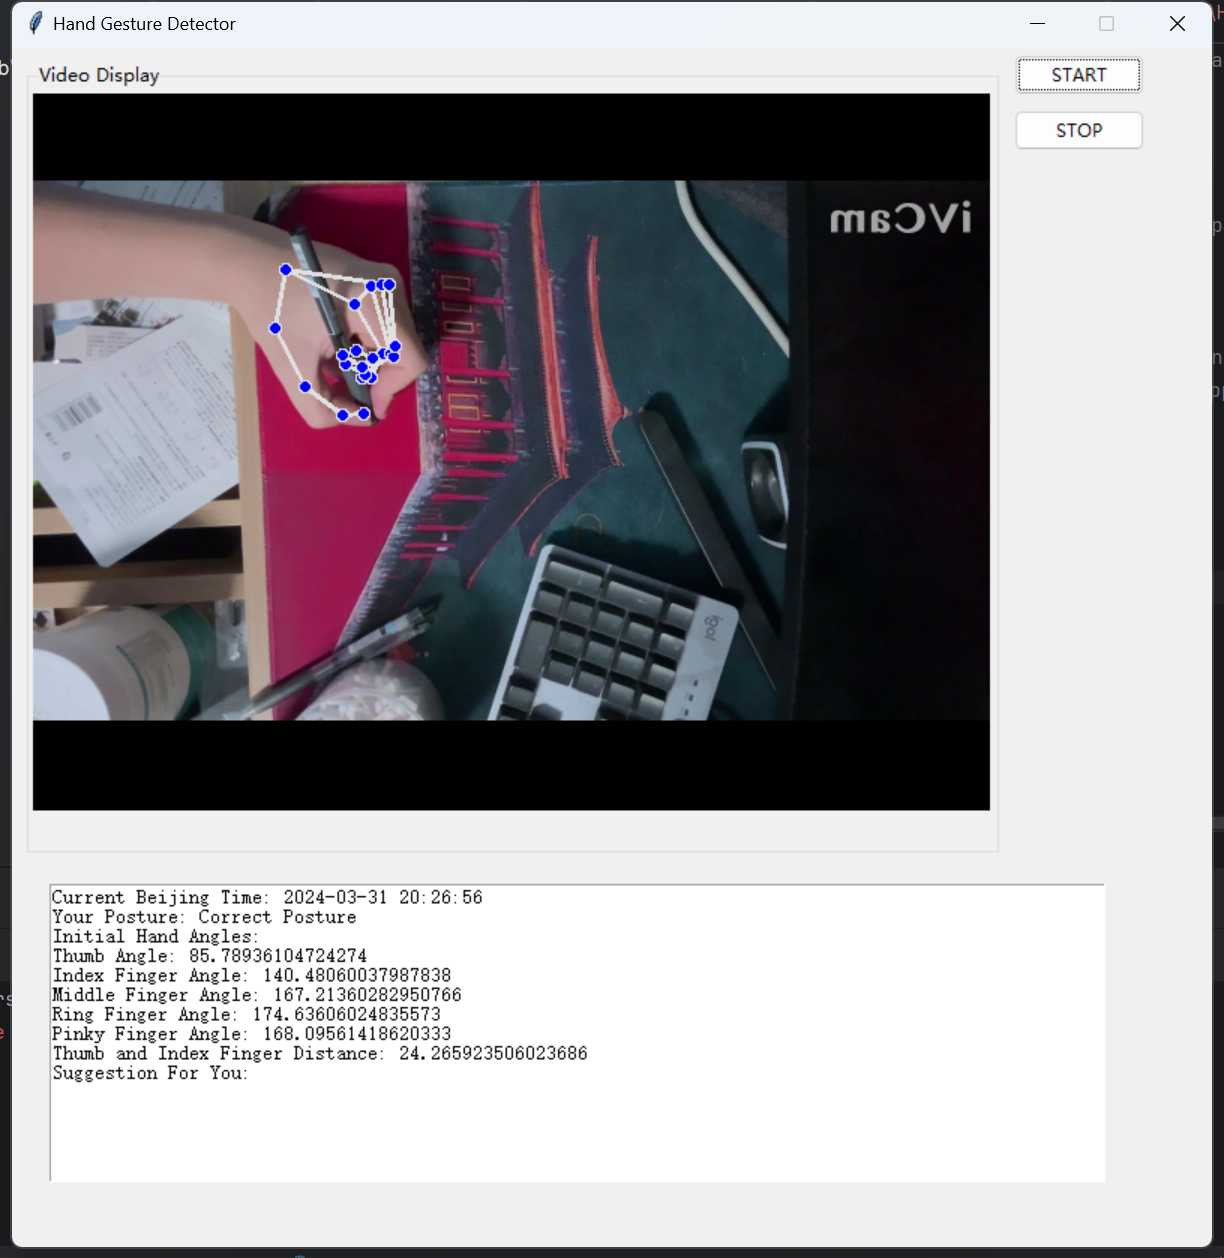 Hand Gesture Detector
Video Display
START
STOP
iVCam
igol
Current Beijing Time: 2024-03-31 20:26:56
Your Posture: Correct Posture
Initial Hand Angles:
Thumb Angle: 85.78936104724274
Index Finger Angle: 140.48060037987838
Middle Finger Angle: 167.21360282950766
Ring Finger Angle: 174.63606024835573
Pinky Finger Angle: 168.09561418620333
Thumb and Index Finger Distance: 24.265923506023686
Suggestion For You: